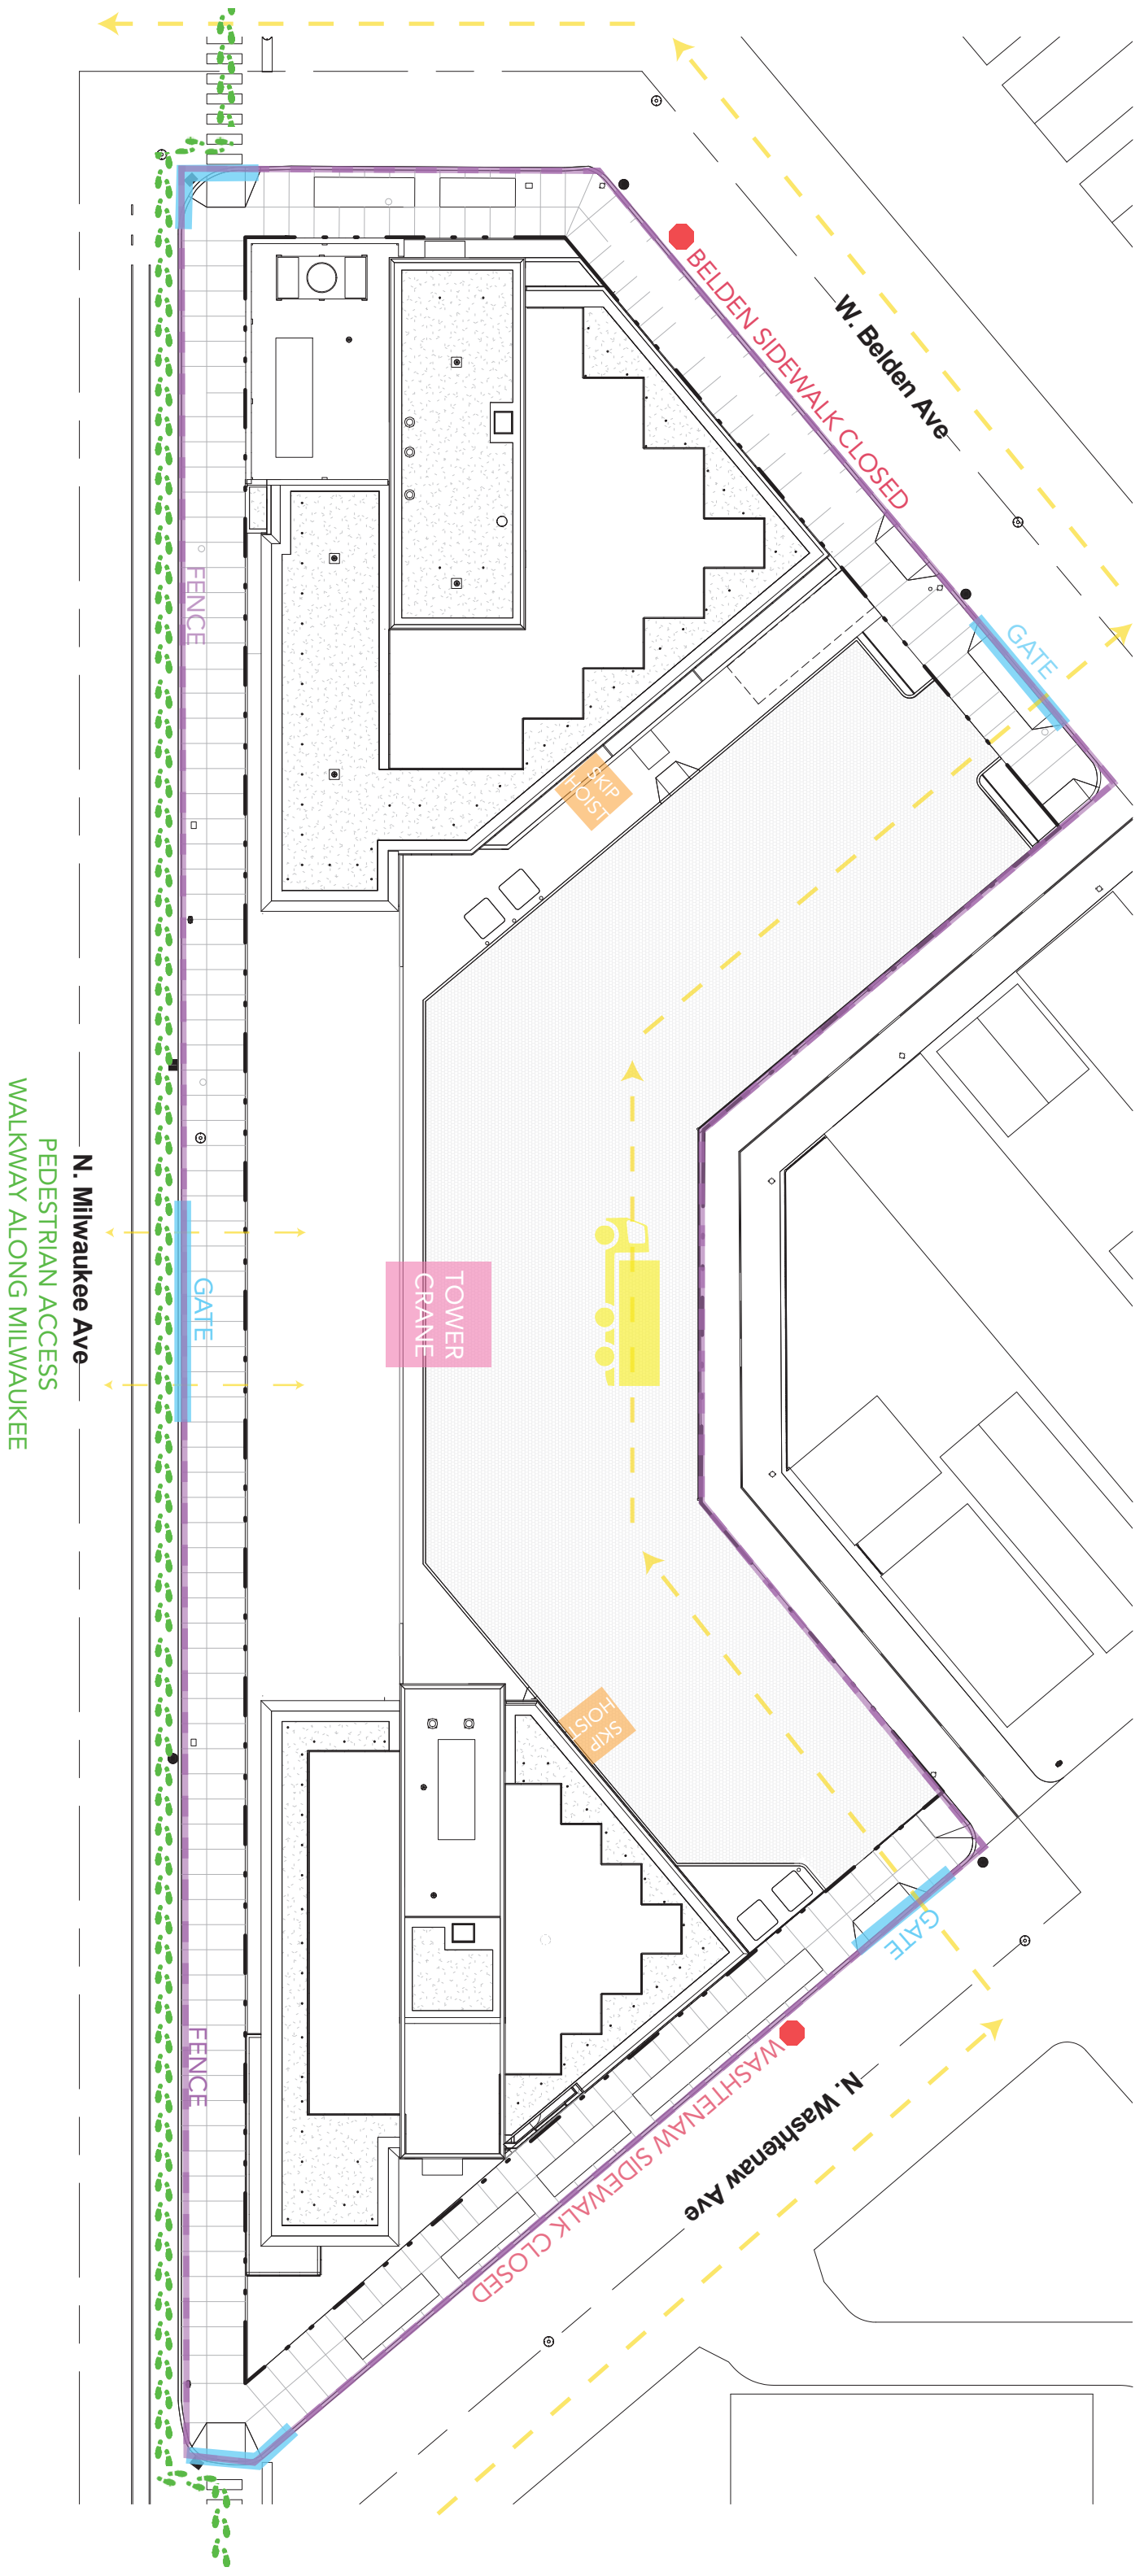 BELDEN SIDEWALK CLOSED
W. Belden Ave
GATE
FENCE
SKIP
HOIST
PEDESTRIAN ACCESS
WALKWAY ALONG MILWAUKEE
N. Milwaukee Ave
GATE
TOWER
CRANE
SKIP
HOIST
GATE
FENCE
WASHTENAW SIDEWALK CLOSED
N. Washtenaw Ave